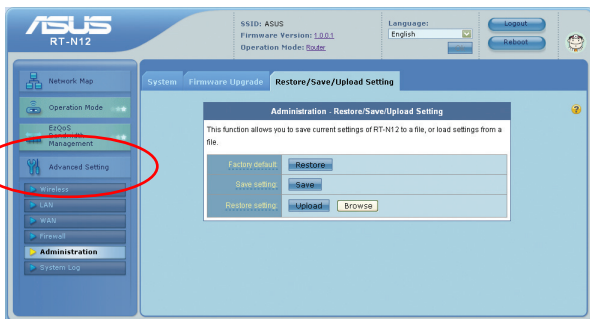 ASUS
RT-N12
SSID: ASUS
Firmware Version: 1.0.0.1
Operation Mode: Router
Language:
English
Logout
Reboot
Network Map
Operation Mode
EzQoS
Bandwidth
Management
Advanced Setting
Wireless
LAN
WAN
Firewall
Administration
System Log
System
Firmware Upgrade
Restore/Save/Upload Setting
Administration - Restore/Save/Upload Setting
This function allows you to save current settings of RT-N12 to a file, or load settings from a
file.
Factory default:
Restore
Save setting:
Save
Restore setting:
Upload
Browse
?